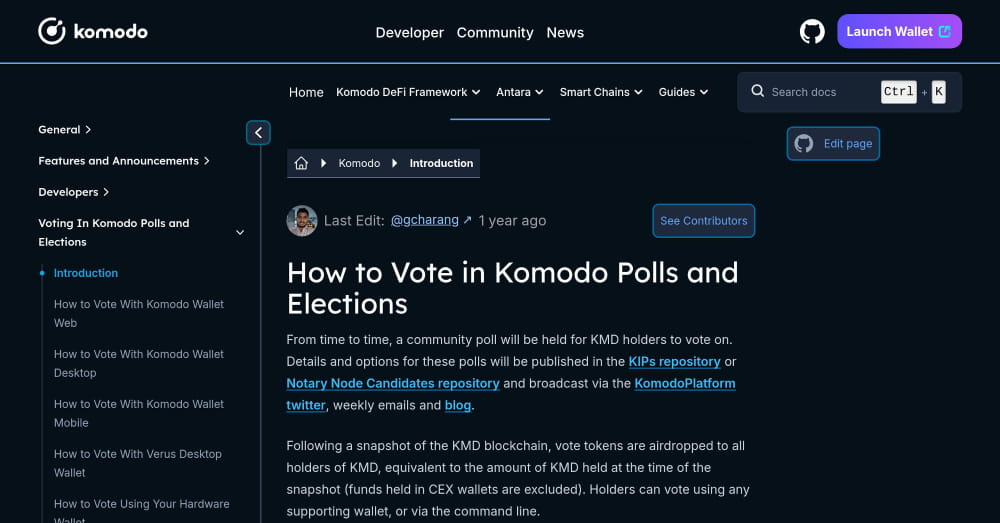 komodo
Developer Community News
Launch Wallet
Home Komodo DeFi Framework Antara Smart Chains Guides
Search docs Ctrl + K
General
Features and Announcements
Developers
Voting In Komodo Polls and
Elections
Introduction
How to Vote With Komodo Wallet
Web
How to Vote With Komodo Wallet
Desktop
How to Vote With Komodo Wallet
Mobile
How to Vote With Verus Desktop
Wallet
How to Vote Using Your Hardware
Wallet
Edit page
Komodo Introduction
Last Edit: @gcharang ↗ 1 year ago
See Contributors
How to Vote in Komodo Polls and
Elections
From time to time, a community poll will be held for KMD holders to vote on.
Details and options for these polls will be published in the KIPs repository or
Notary Node Candidates repository and broadcast via the KomodoPlatform
twitter, weekly emails and blog.
Following a snapshot of the KMD blockchain, vote tokens are airdropped to all
holders of KMD, equivalent to the amount of KMD held at the time of the
snapshot (funds held in CEX wallets are excluded). Holders can vote using any
supporting wallet, or via the command line.